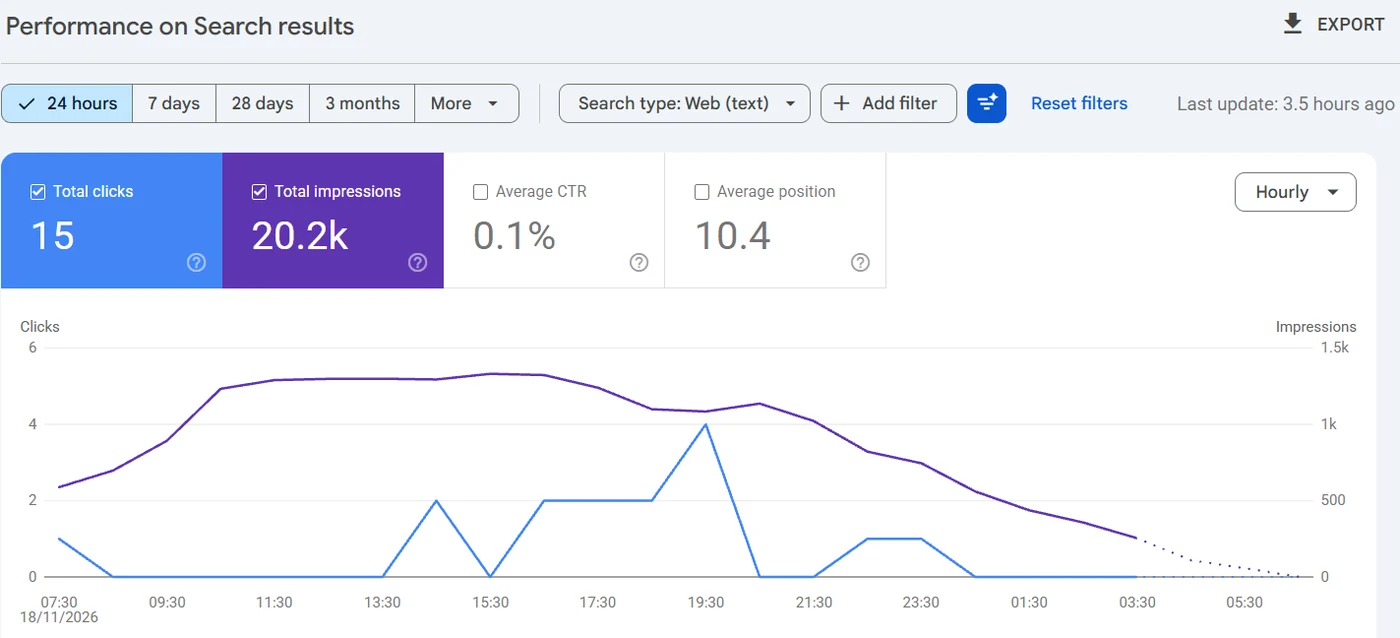 Performance on Search results
EXPORT
24 hours 7 days 28 days 3 months More Search type: Web (text) Add filter Reset filters Last update: 3.5 hours ago
Total clicks Total impressions Average CTR Average position Hourly
15 20.2k 0.1% 10.4
Clicks Impressions
6 1.5k
4 1k
2 500
0 0
07:30 09:30 11:30 13:30 15:30 17:30 19:30 21:30 23:30 01:30 03:30 05:30
18/11/2026